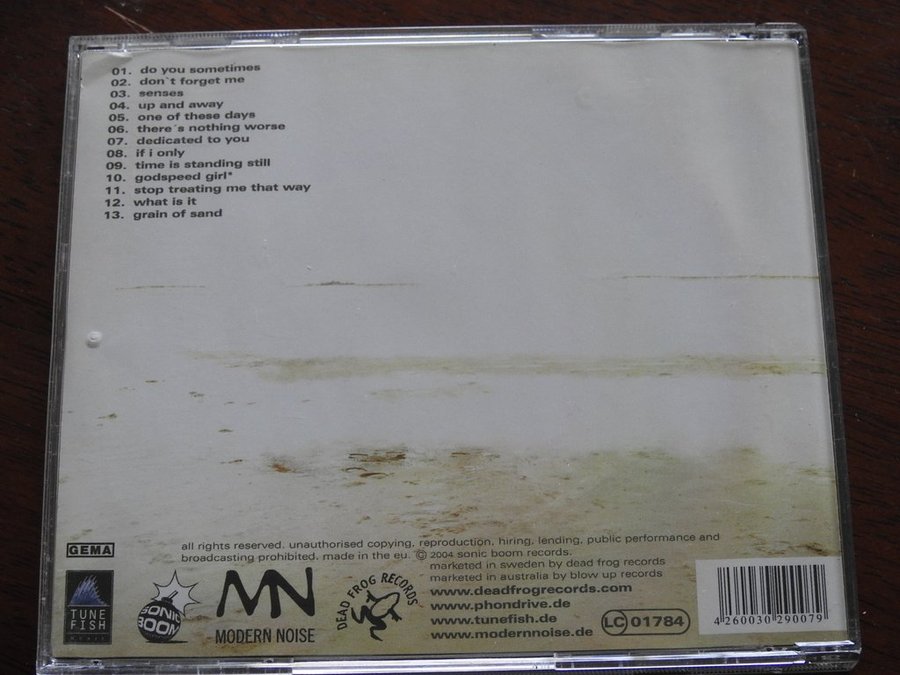 01. do you sometimes
02. don`t forget me
03. senses
04. up and away
05. one of these days
06. there´s nothing worse
07. dedicated to you
08. if i only
09. time is standing still
10. godspeed girl*
11. stop treating me that way
12. what is it
13. grain of sand
all rights reserved. unauthorised copying, reproduction, hiring, lending, public performance and
broadcasting prohibited. made in the eu. © 2004 sonic boom records.
marketed in sweden by dead frog records
marketed in australia by blow up records
www.deadfrogrecords.com
www.phondrive.de
www.tunefish.de
www.modernnoise.de
GEMA
TUNE
FISH
MUSIC
SONIC
BOOM
MN
MODERN NOISE
DEAD FROG RECORDS
LC 01784
4 260030 290079